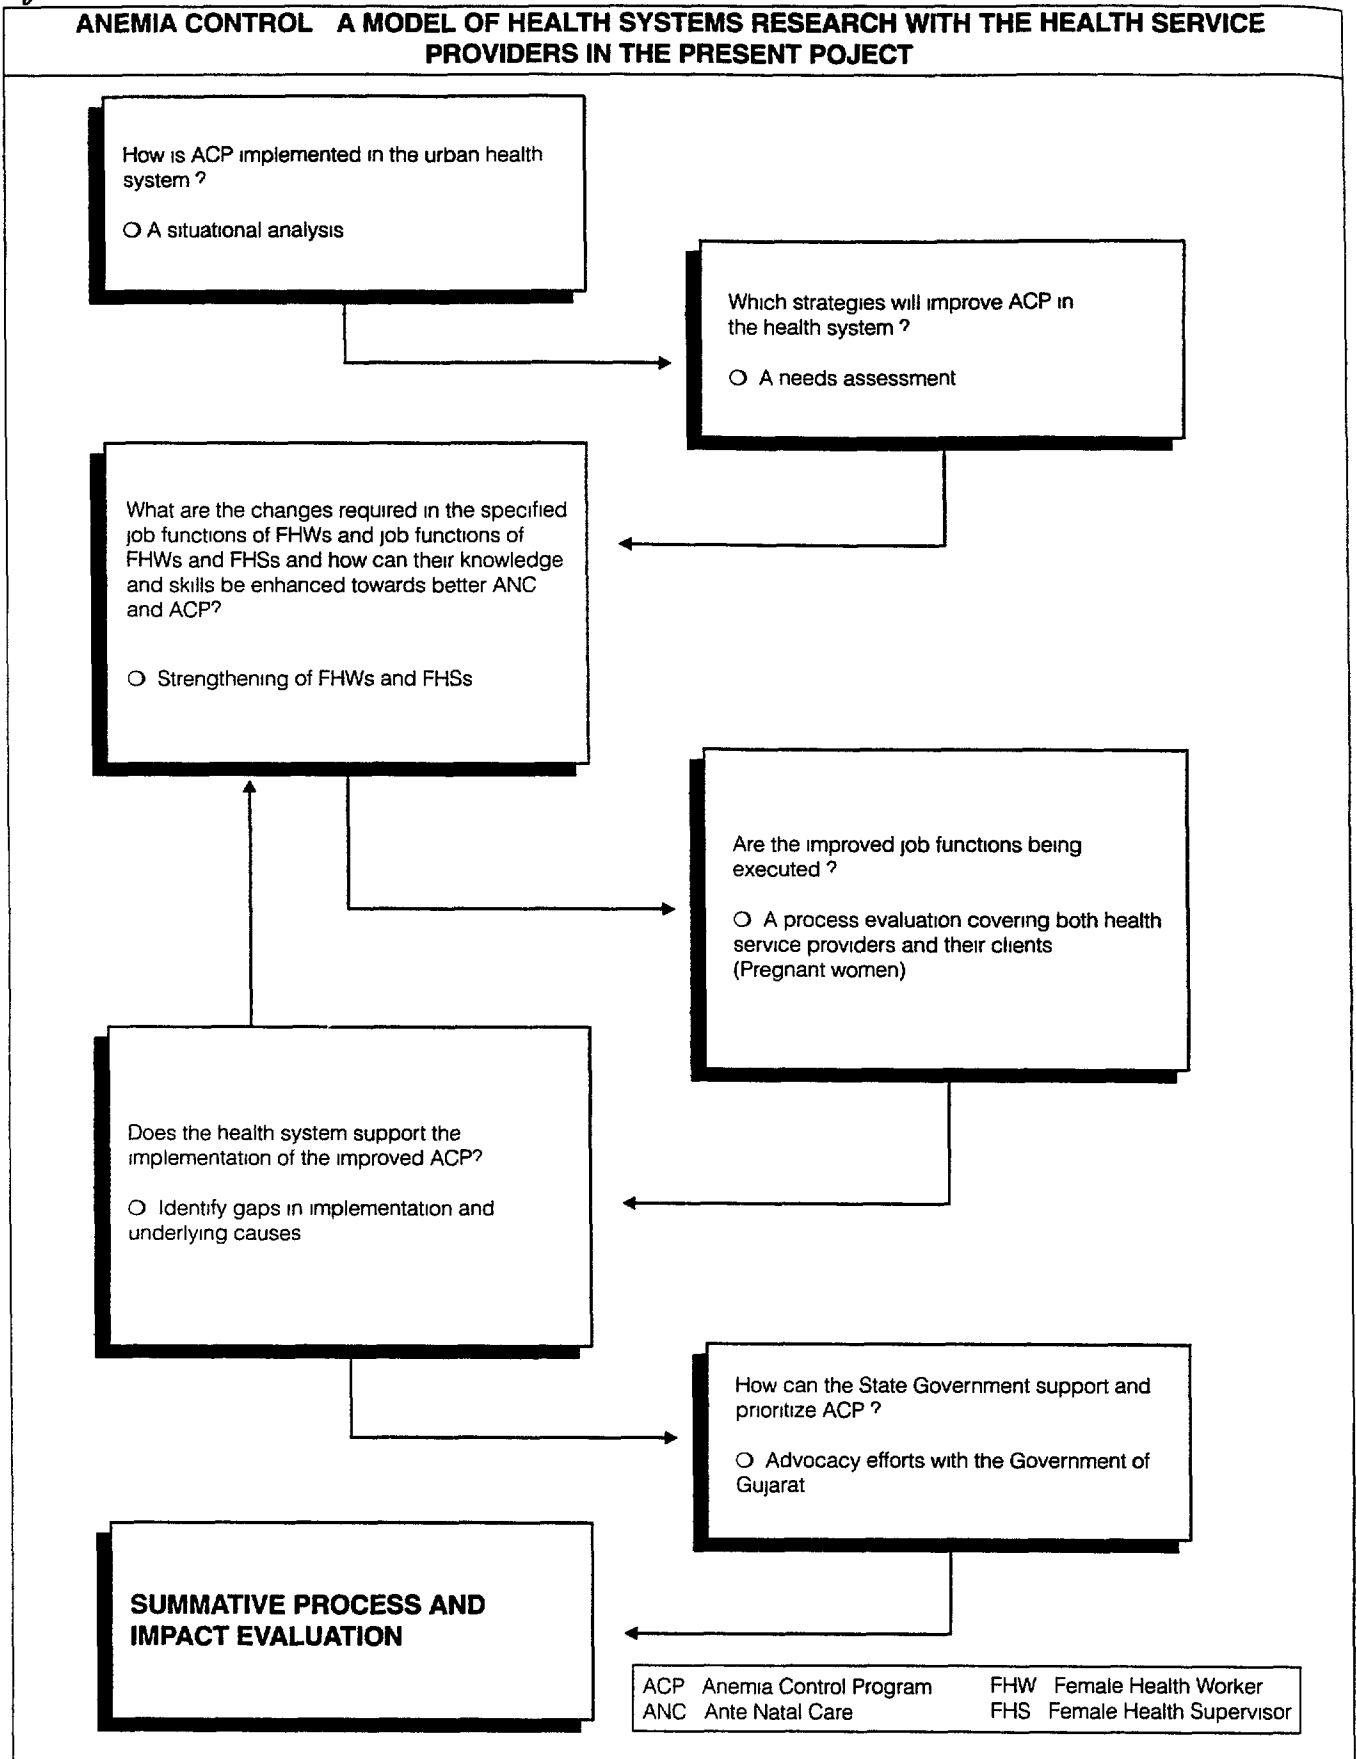 ANEMIA CONTROL A MODEL OF HEALTH SYSTEMS RESEARCH WITH THE HEALTH SERVICE
PROVIDERS IN THE PRESENT POJECT
How is ACP implemented in the urban health
system ?
O A situational analysis
Which strategies will improve ACP in
the health system ?
O A needs assessment
What are the changes required in the specified
job functions of FHWs and job functions of
FHWs and FHSs and how can their knowledge
and skills be enhanced towards better ANC
and ACP?
O Strengthening of FHWs and FHSs
Are the improved job functions being
executed ?
O A process evaluation covering both health
service providers and their clients
(Pregnant women)
Does the health system support the
implementation of the improved ACP?
O Identify gaps in implementation and
underlying causes
How can the State Government support and
prioritize ACP ?
O Advocacy efforts with the Government of
Gujarat
SUMMATIVE PROCESS AND
IMPACT EVALUATION
ACP Anemia Control Program FHW Female Health Worker
ANC Ante Natal Care FHS Female Health Supervisor